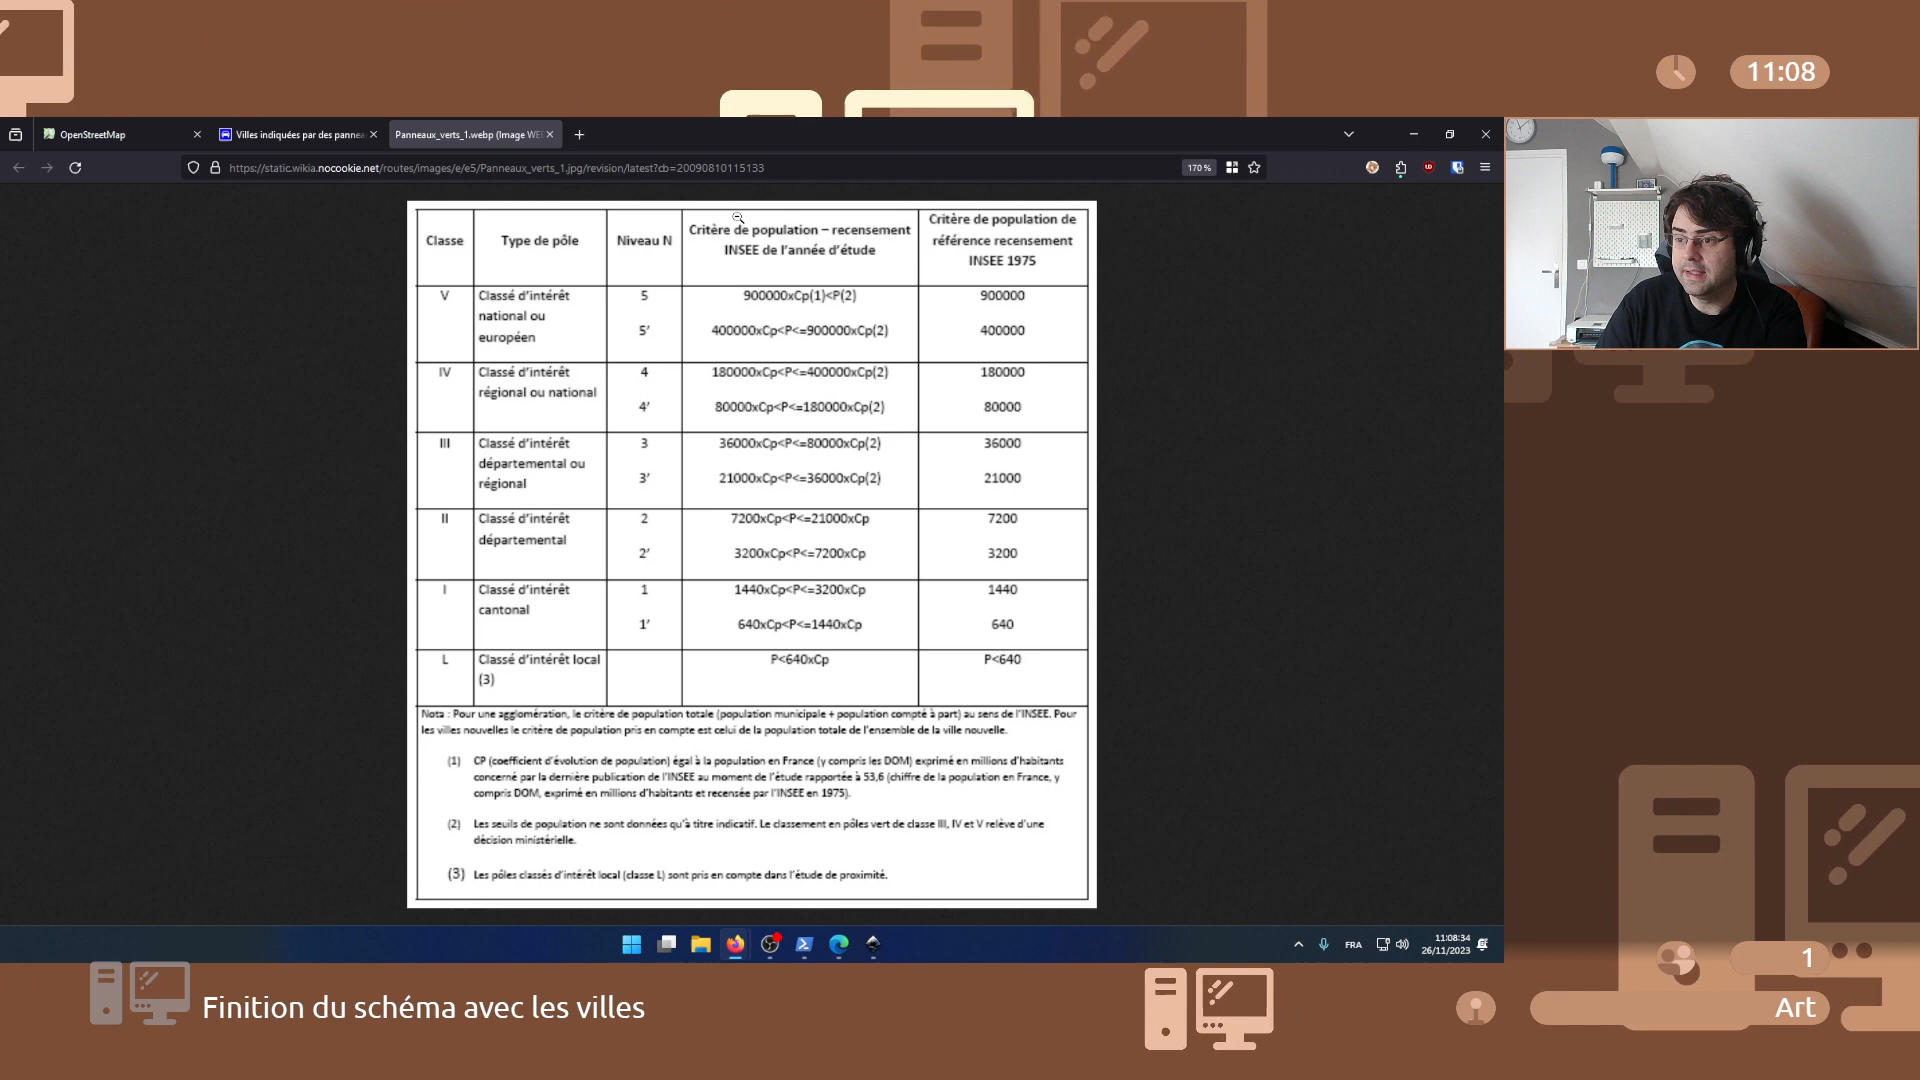 11:08
OpenStreetMap
Villes indiquées par des pannea
Panneaux_verts_1.webp (Image WE
https://static.wikia.nocookie.net/routes/images/e/e5/Panneaux_verts_1.jpg/revision/latest?cb=20090810115133
170 %
Classe
Type de pôle
Niveau N
Critère de population – recensement
INSEE de l'année d'étude
Critère de population de
référence recensement
INSEE 1975
V
Classé d'intérêt
national ou
européen
5
900000xCp(1)<P(2)
900000
5'
400000xCp<P<=900000xCp(2)
400000
IV
Classé d'intérêt
régional ou national
4
180000xCp<P<=400000xCp(2)
180000
4'
80000xCp<P<=180000xCp(2)
80000
III
Classé d'intérêt
départemental ou
régional
3
36000xCp<P<=80000xCp(2)
36000
3'
21000xCp<P<=36000xCp(2)
21000
II
Classé d'intérêt
départemental
2
7200xCp<P<=21000xCp
7200
2'
3200xCp<P<=7200xCp
3200
I
Classé d'intérêt
cantonal
1
1440xCp<P<=3200xCp
1440
1'
640xCp<P<=1440xCp
640
L
Classé d'intérêt local
(3)
P<640xCp
P<640
Nota : Pour une agglomération, le critère de population totale (population municipale + population compté à part) au sens de l'INSEE. Pour
les villes nouvelles le critère de population pris en compte est celui de la population totale de l'ensemble de la ville nouvelle.
(1) CP (coefficient d'évolution de population) égal à la population en France (y compris les DOM) exprimé en millions d'habitants
concerné par la dernière publication de l'INSEE au moment de l'étude rapportée à 53,6 (chiffre de la population en France, y
compris DOM, exprimé en millions d'habitants et recensée par l'INSEE en 1975).
(2) Les seuils de population ne sont données qu'à titre indicatif. Le classement en pôles vert de classe III, IV et V relève d'une
décision ministérielle.
(3) Les pôles classés d'intérêt local (classe L) sont pris en compte dans l'étude de proximité.
FRA
11:08:34
26/11/2023
1
Finition du schéma avec les villes
Art